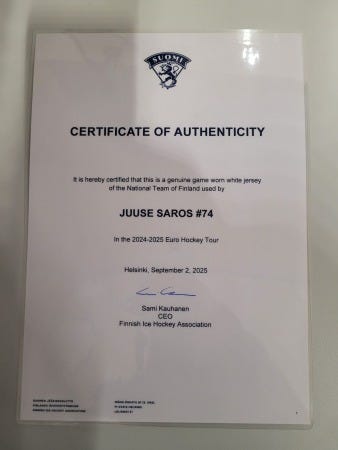 SUOMI
CERTIFICATE OF AUTHENTICITY
It is hereby certified that this is a genuine game worn white jersey
of the National Team of Finland used by
JUUSE SAROS #74
In the 2024-2025 Euro Hockey Tour
Helsinki, September 2, 2025
Sami Kauhanen
CEO
Finnish Ice Hockey Association